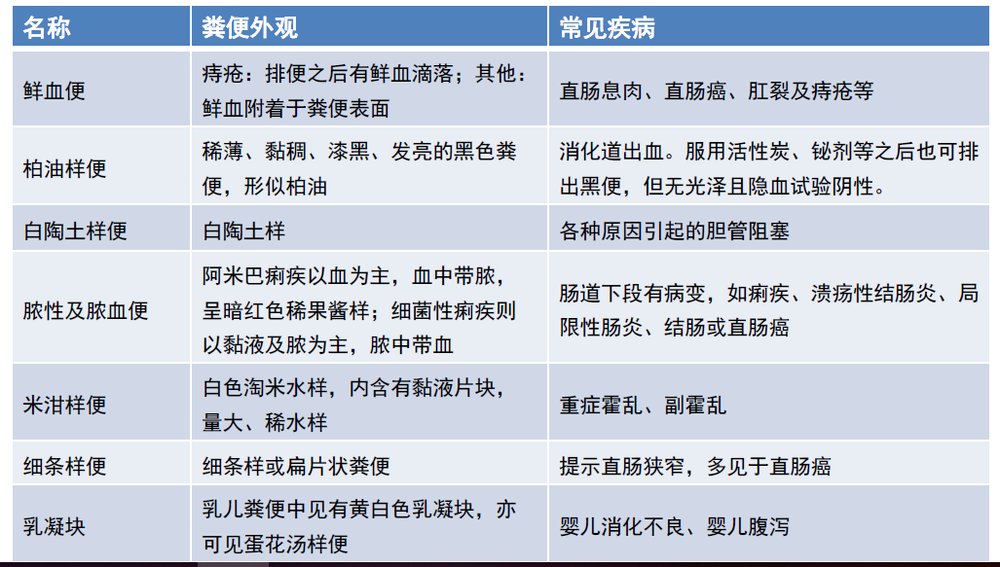 名称 粪便外观 常见疾病
鲜血便
痔疮：排便之后有鲜血滴落；其他：
鲜血附着于粪便表面
直肠息肉、直肠癌、肛裂及痔疮等
柏油样便
稀薄、黏稠、漆黑、发亮的黑色粪
便，形似柏油
消化道出血。服用活性炭、铋剂等之后也可排
出黑便，但无光泽且隐血试验阴性。
白陶土样便
白陶土样
各种原因引起的胆管阻塞
脓性及脓血便
阿米巴痢疾以血为主，血中带脓，
呈暗红色稀果酱样；细菌性痢疾则
以黏液及脓为主，脓中带血
肠道下段有病变，如痢疾、溃疡性结肠炎、局
限性肠炎、结肠或直肠癌
米泔样便
白色淘米水样，内含有黏液片块，
量大、稀水样
重症霍乱、副霍乱
细条样便
细条样或扁片状粪便
提示直肠狭窄，多见于直肠癌
乳凝块
乳儿粪便中见有黄白色乳凝块，亦
可见蛋花汤样便
婴儿消化不良、婴儿腹泻